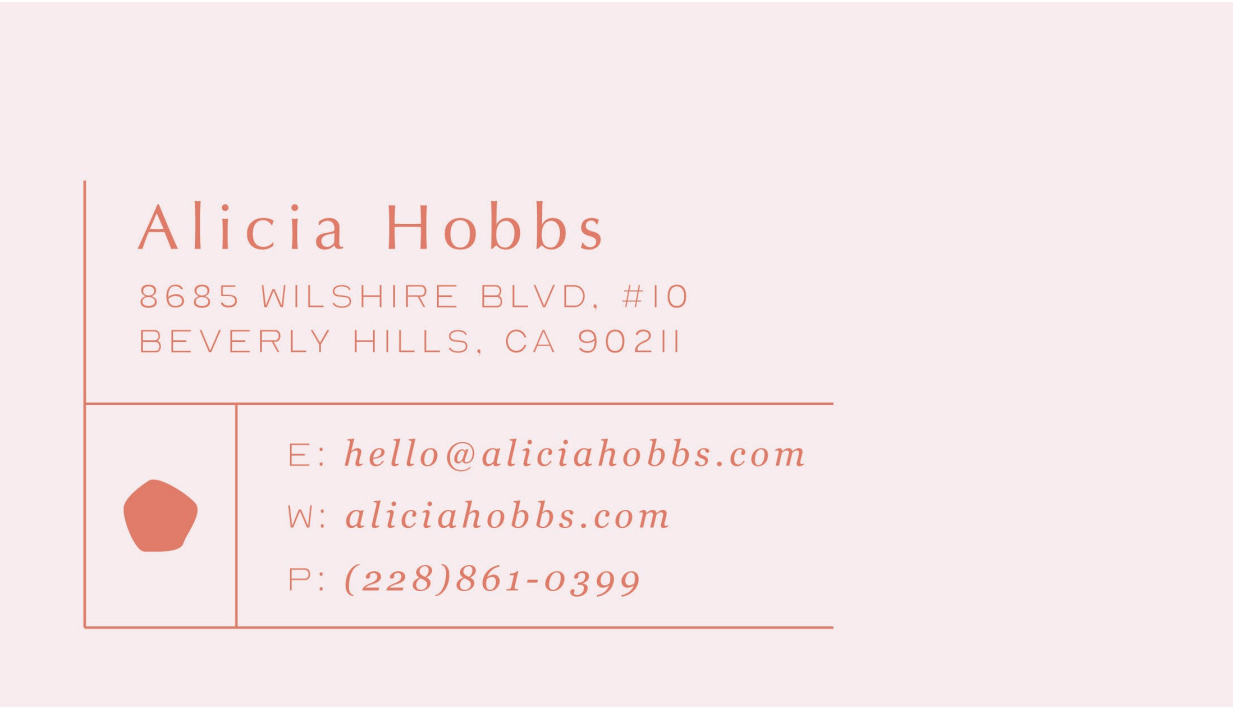 Alicia Hobbs
8685 WILSHIRE BLVD, #10
BEVERLY HILLS, CA 90211
E: hello@aliciahobbs.com
W: aliciahobbs.com
P: (228)861-0399